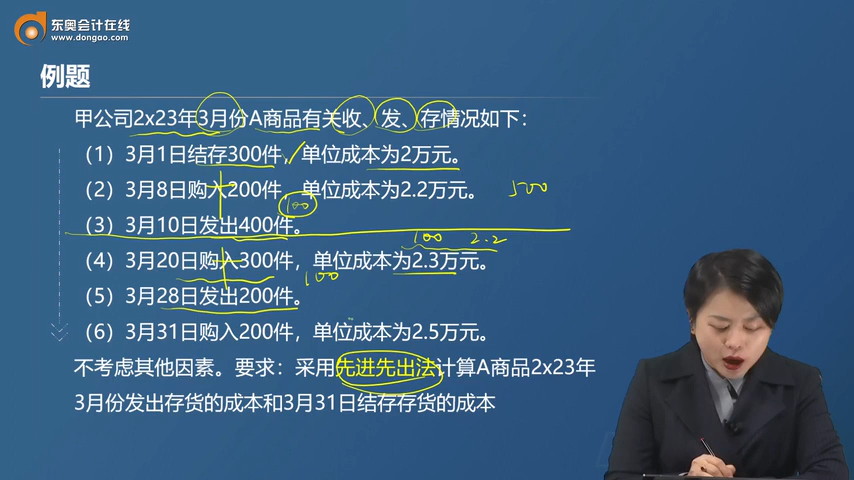 东奥会计在线
www.dongao.com
例题
甲公司2x23年3月份A商品有关收、发、存情况如下：
（1）3月1日结存300件，单位成本为2万元。
（2）3月8日购入200件，单位成本为2.2万元。 500
100
（3）3月10日发出400件。
100 2.2
（4）3月20日购入300件，单位成本为2.3万元。
100
（5）3月28日发出200件。
（6）3月31日购入200件，单位成本为2.5万元。
不考虑其他因素。要求：采用先进先出法计算A商品2x23年
3月份发出存货的成本和3月31日结存存货的成本